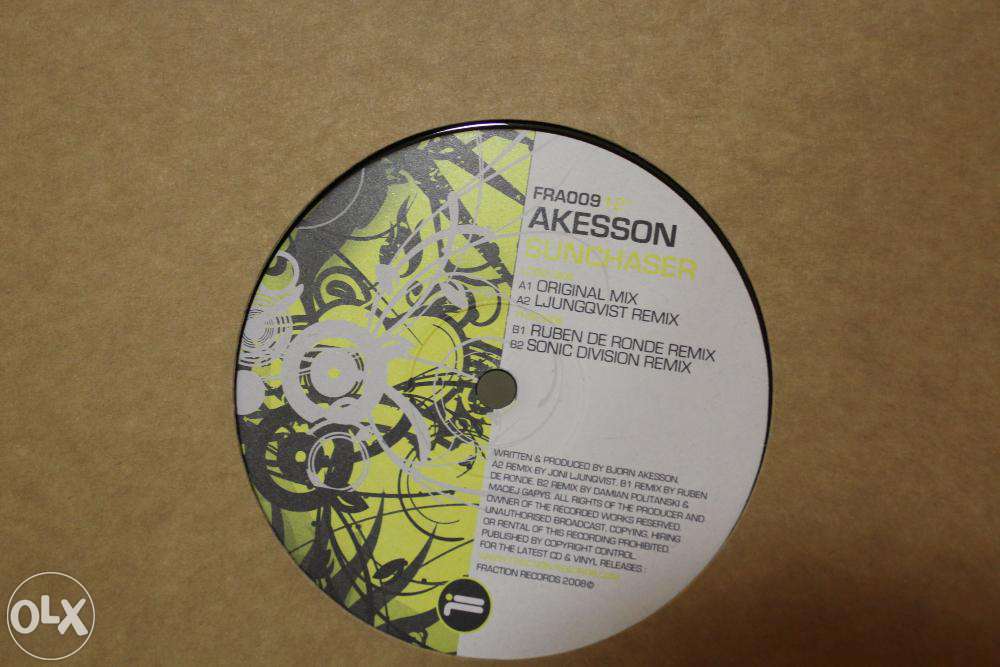 FRA009 12"
AKESSON
SUNCHASER
A1 ORIGINAL MIX
A2 LJUNGQVIST REMIX
B1 RUBEN DE RONDE REMIX
B2 SONIC DIVISION REMIX
WRITTEN & PRODUCED BY BJORN AKESSON.
A2 REMIX BY JONI LJUNQVIST. B1 REMIX BY RUBEN
DE RONDE. B2 REMIX BY DAMIAN POLITANSKI &
MACIEJ GAPYS. ALL RIGHTS OF THE PRODUCER AND
OWNER OF THE RECORDED WORKS RESERVED.
UNAUTHORISED BROADCAST, COPYING, HIRING
OR RENTAL OF THIS RECORDING PROHIBITED.
PUBLISHED BY COPYRIGHT CONTROL.
FOR THE LATEST CD & VINYL RELEASES :
FRACTION RECORDS 2008©
OLX